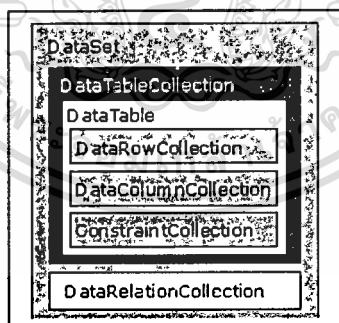 DataSet
DataTableCollection
DataTable
DataRowCollection
DataColumnCollection
ConstraintCollection
DataRelationCollection